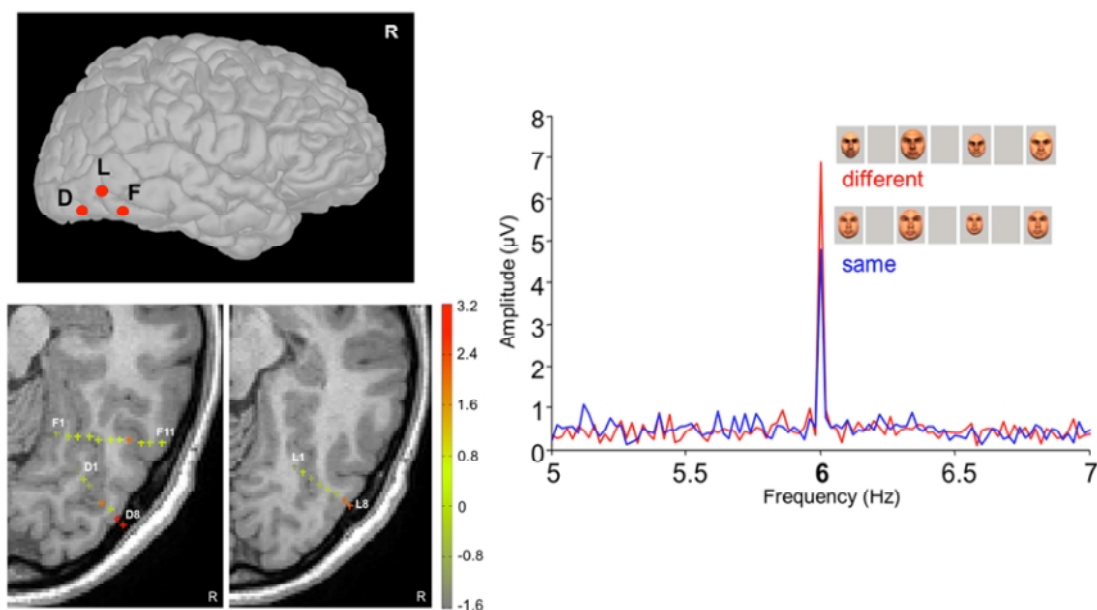 R
L
D
F
F1
F11
D1
D8
R
L1
L8
R
3.2
2.4
1.6
0.8
0
-0.8
-1.6
Amplitude (µV)
8
7
6
5
4
3
2
1
0
different
same
5
5.5
6
6.5
7
Frequency (Hz)